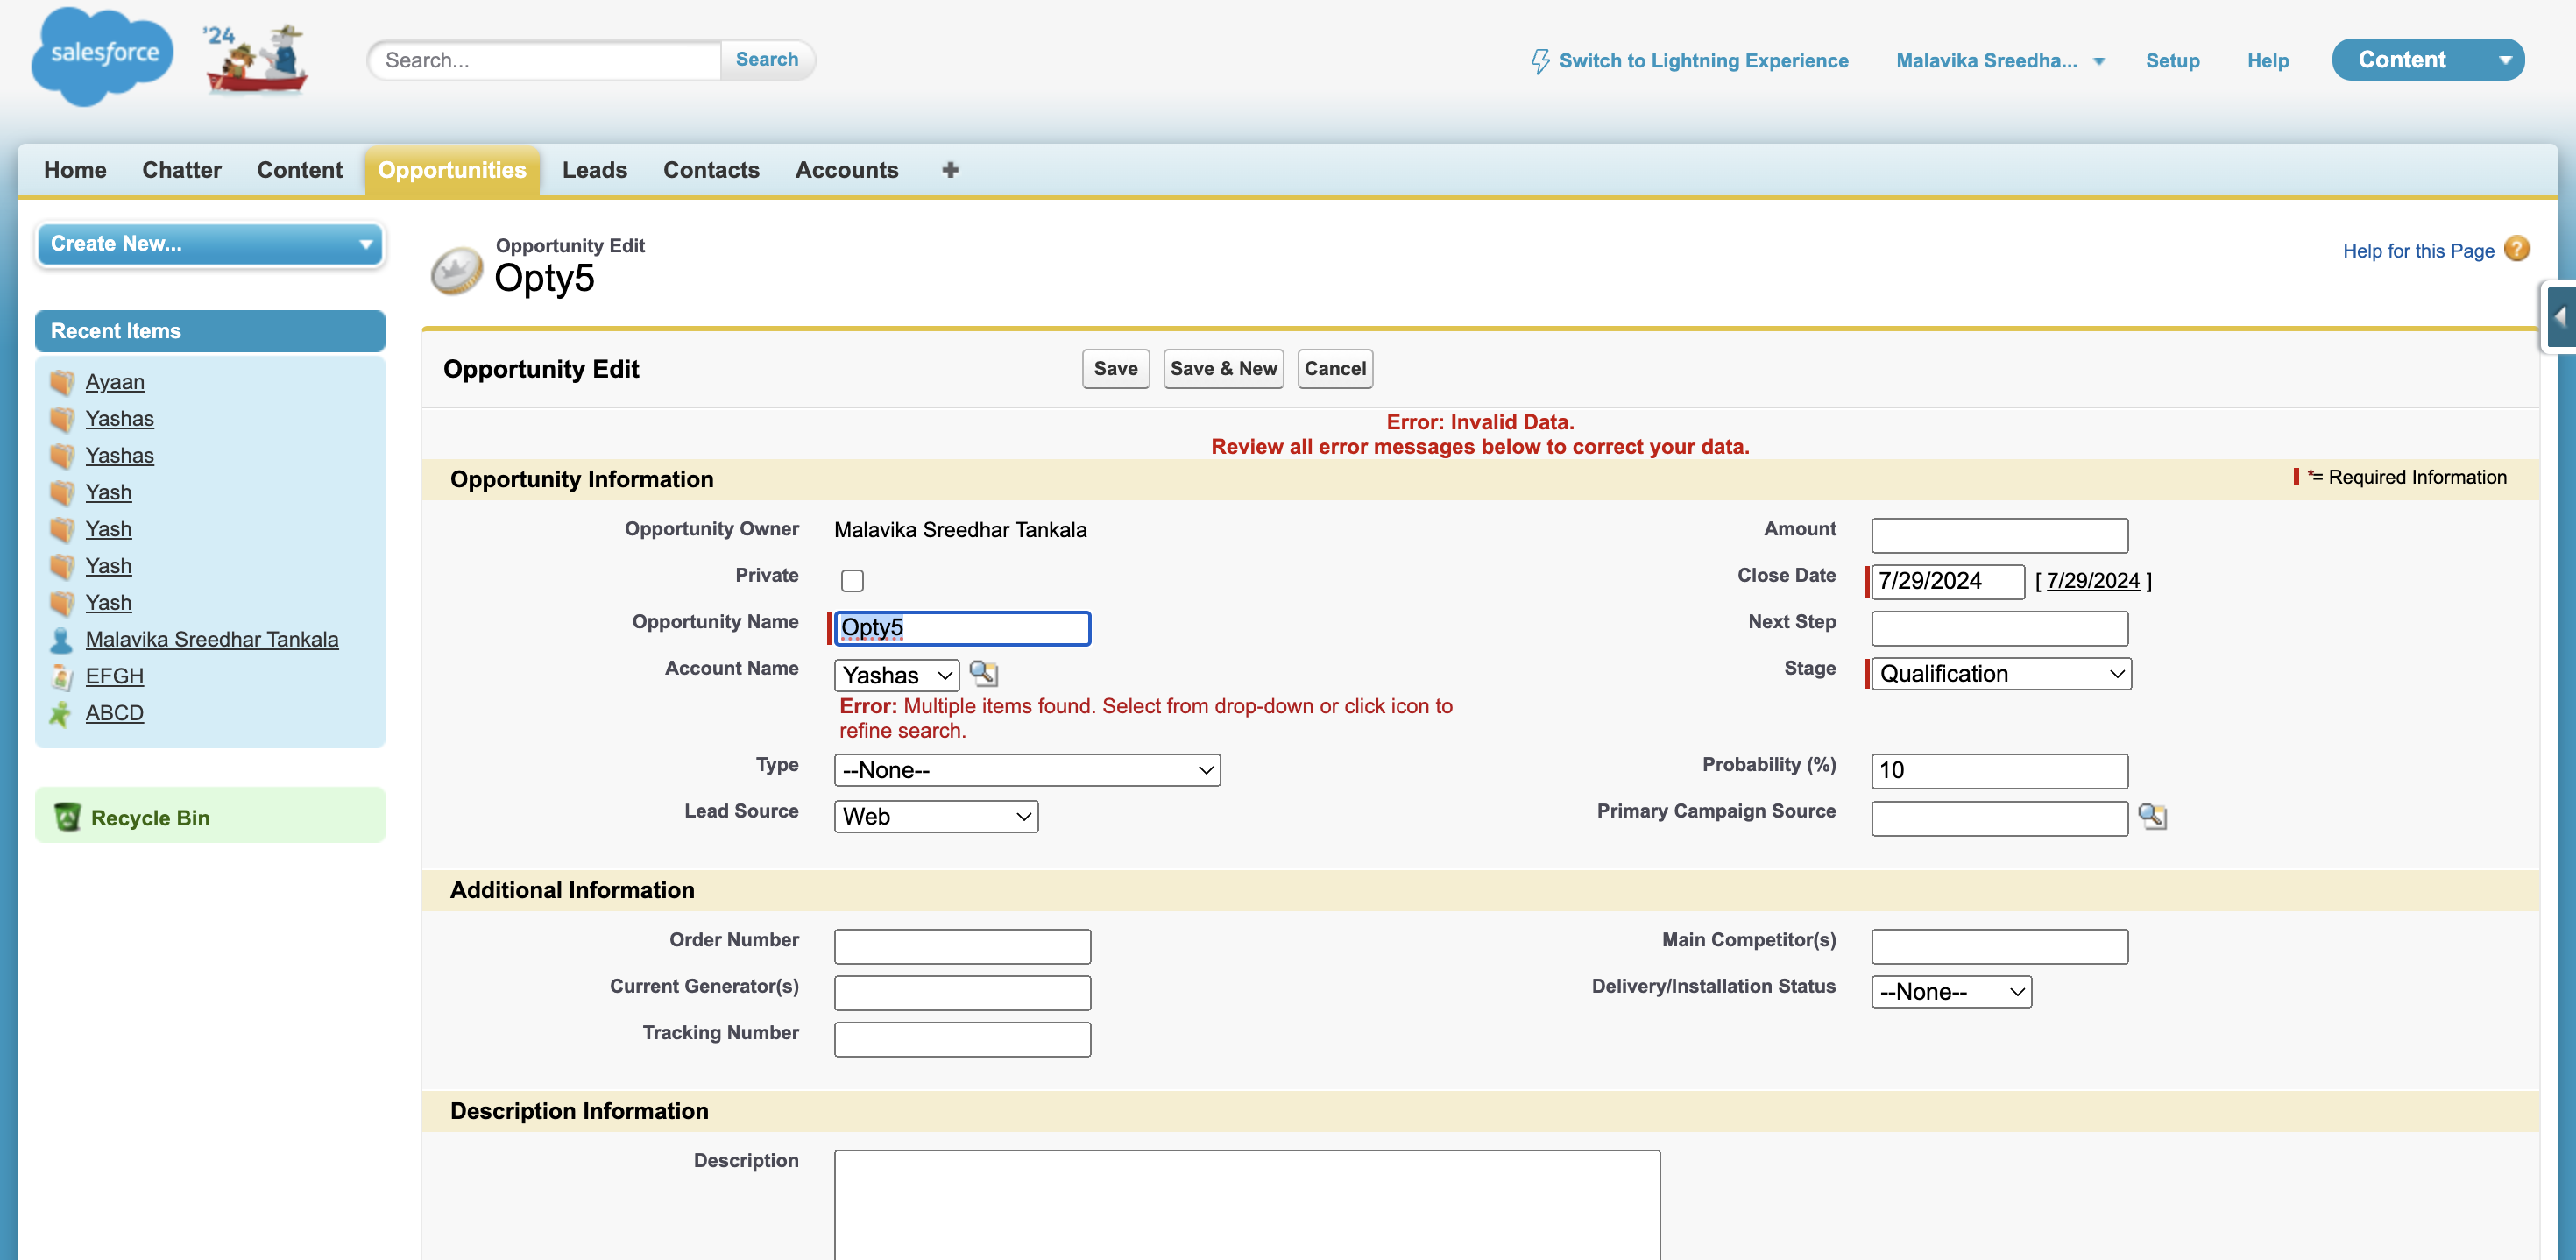 salesforce
'24
Search...
Search
Switch to Lightning Experience
Malavika Sreedha...
Setup
Help
Content
Home
Chatter
Content
Opportunities
Leads
Contacts
Accounts
Create New...
Recent Items
Ayaan
Yashas
Yashas
Yash
Yash
Yash
Yash
Malavika Sreedhar Tankala
EFGH
ABCD
Recycle Bin
Opportunity Edit
Opty5
Help for this Page ?
Opportunity Edit
Save
Save & New
Cancel
Error: Invalid Data.
Review all error messages below to correct your data.
Opportunity Information
*= Required Information
Opportunity Owner
Malavika Sreedhar Tankala
Amount
Private
Close Date
7/29/2024
[ 7/29/2024 ]
Opportunity Name
Opty5
Next Step
Account Name
Yashas
Stage
Qualification
Error: Multiple items found. Select from drop-down or click icon to
refine search.
Type
--None--
Probability (%)
10
Lead Source
Web
Primary Campaign Source
Additional Information
Order Number
Main Competitor(s)
Current Generator(s)
Delivery/Installation Status
--None--
Tracking Number
Description Information
Description